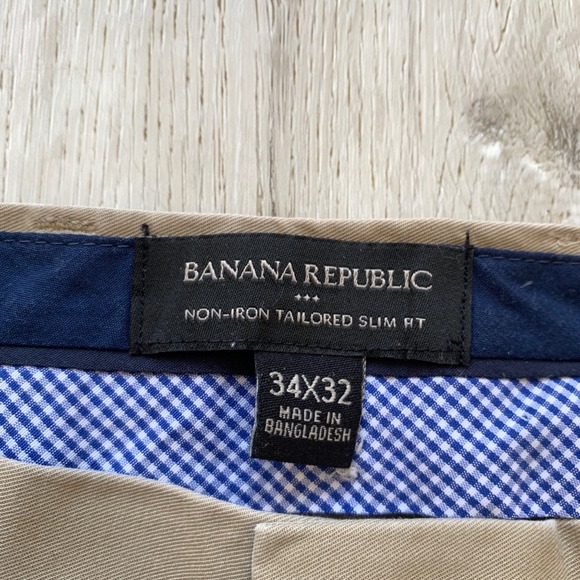 BANANA REPUBLIC
NON-IRON TAILORED SLIM FIT
34X32
MADE IN
BANGLADESH